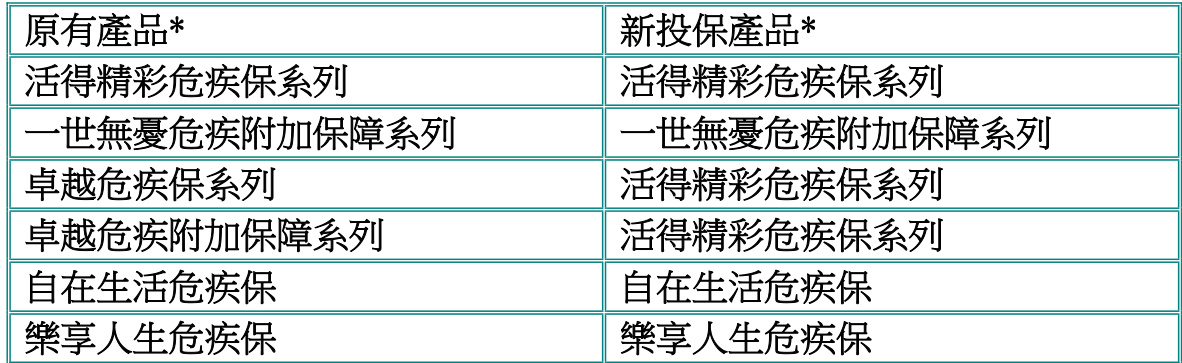 原有產品* 新投保產品*
活得精彩危疾保系列 活得精彩危疾保系列
一世無憂危疾附加保障系列 一世無憂危疾附加保障系列
卓越危疾保系列 活得精彩危疾保系列
卓越危疾附加保障系列 活得精彩危疾保系列
自在生活危疾保 自在生活危疾保
樂享人生危疾保 樂享人生危疾保